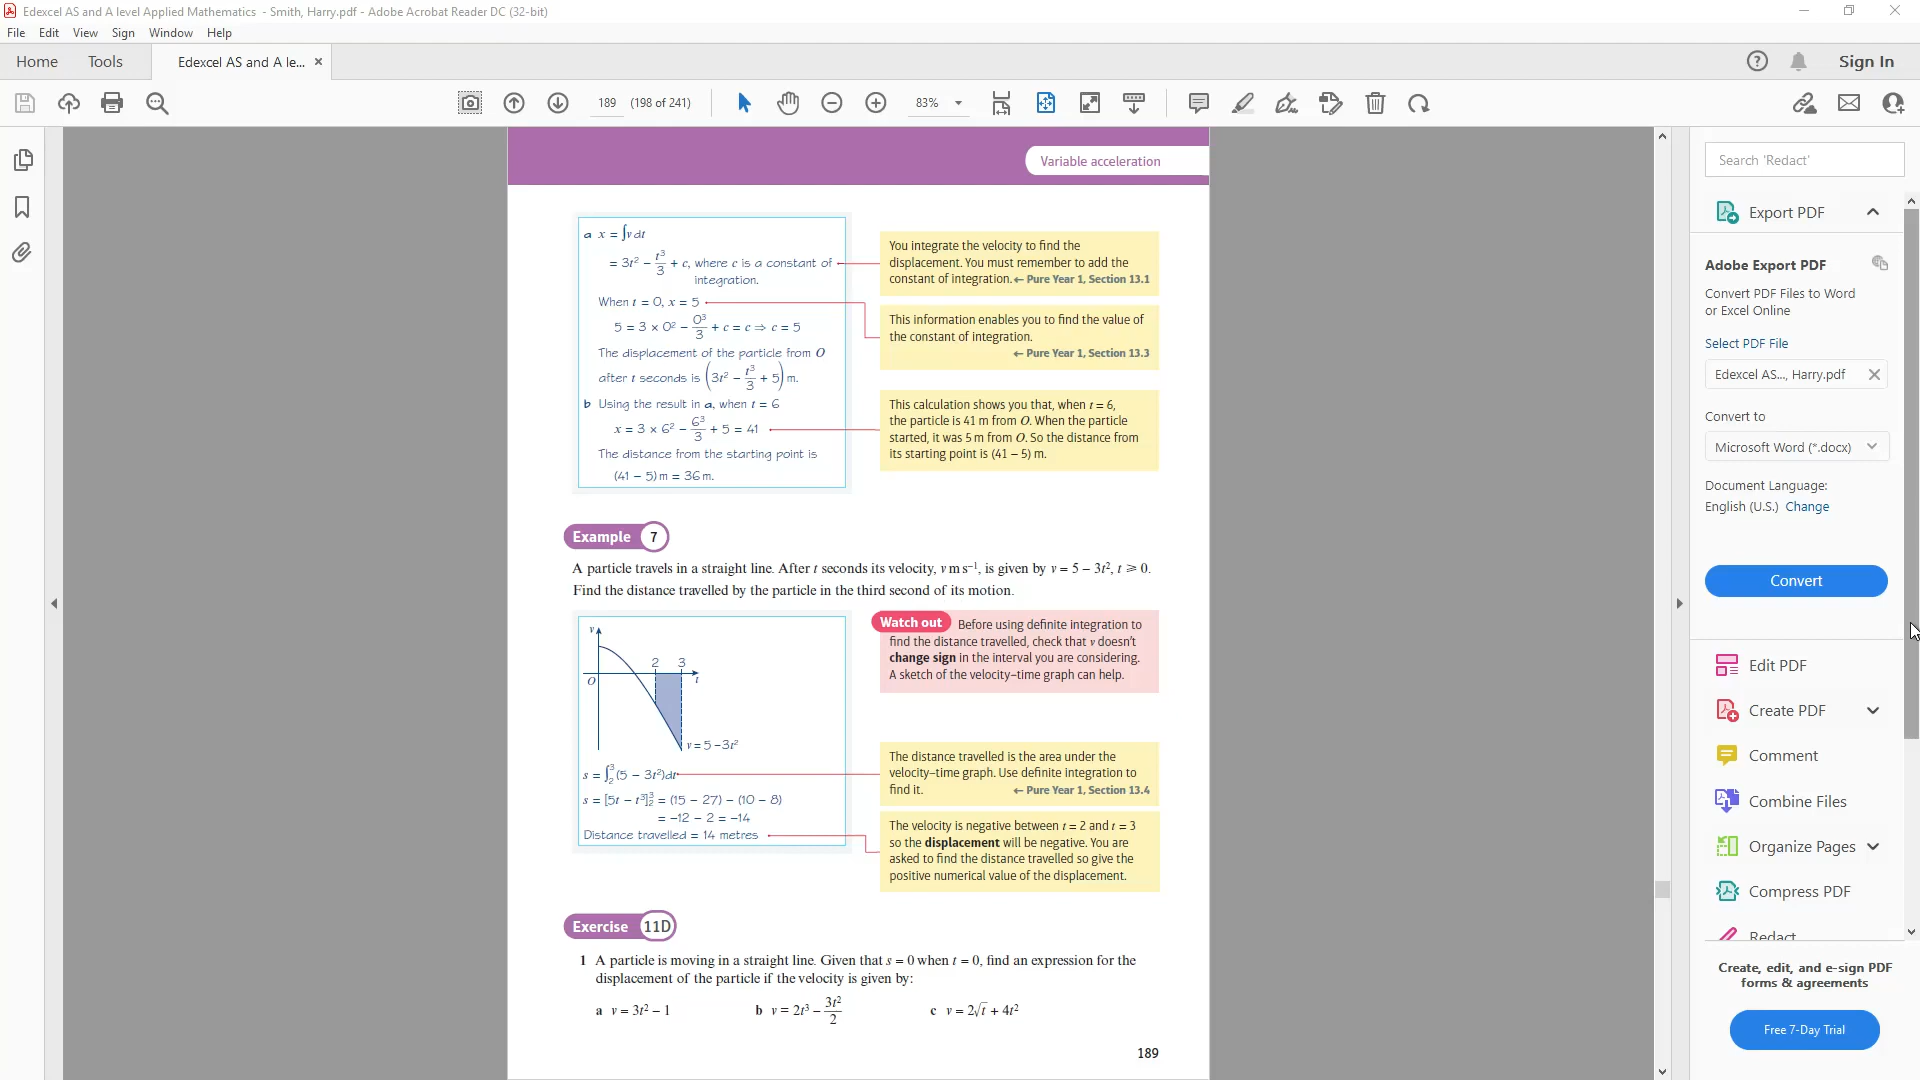 Edexcel AS and A level Applied Mathematics - Smith, Harry.pdf - Adobe Acrobat Reader DC (32-bit)
File Edit View Sign Window Help
Home Tools Edexcel AS and A le... × Sign In
189 (198 of 241) 83%
Variable acceleration
a x = ∫v dt
= 3t² − t³/3 + c, where c is a constant of
integration.
When t = 0, x = 5
5 = 3 × 0² − 0³/3 + c = c ⇒ c = 5
The displacement of the particle from O
after t seconds is (3t² − t³/3 + 5) m.
b Using the result in a, when t = 6
x = 3 × 6² − 6³/3 + 5 = 41
The distance from the starting point is
(41 − 5) m = 36 m.
You integrate the velocity to find the
displacement. You must remember to add the
constant of integration. ← Pure Year 1, Section 13.1
This information enables you to find the value of
the constant of integration.
← Pure Year 1, Section 13.3
This calculation shows you that, when t = 6,
the particle is 41 m from O. When the particle
started, it was 5 m from O. So the distance from
its starting point is (41 − 5) m.
Example 7
A particle travels in a straight line. After t seconds its velocity, v m s⁻¹, is given by v = 5 − 3t², t ⩾ 0.
Find the distance travelled by the particle in the third second of its motion.
v
2 3
O t
v = 5 − 3t²
s = ∫₂³(5 − 3t²)dt
s = [5t − t³]₂³ = (15 − 27) − (10 − 8)
= −12 − 2 = −14
Distance travelled = 14 metres
Watch out Before using definite integration to
find the distance travelled, check that v doesn't
change sign in the interval you are considering.
A sketch of the velocity–time graph can help.
The distance travelled is the area under the
velocity–time graph. Use definite integration to
find it. ← Pure Year 1, Section 13.4
The velocity is negative between t = 2 and t = 3
so the displacement will be negative. You are
asked to find the distance travelled so give the
positive numerical value of the displacement.
Exercise 11D
1 A particle is moving in a straight line. Given that s = 0 when t = 0, find an expression for the
displacement of the particle if the velocity is given by:
a v = 3t² − 1 b v = 2t³ − 3t²/2 c v = 2√t + 4t²
189
Search 'Redact'
Export PDF
Adobe Export PDF
Convert PDF Files to Word
or Excel Online
Select PDF File
Edexcel AS..., Harry.pdf
Convert to
Microsoft Word (*.docx)
Document Language:
English (U.S.) Change
Convert
Edit PDF
Create PDF
Comment
Combine Files
Organize Pages
Compress PDF
Redact
Create, edit, and e-sign PDF
forms & agreements
Free 7-Day Trial